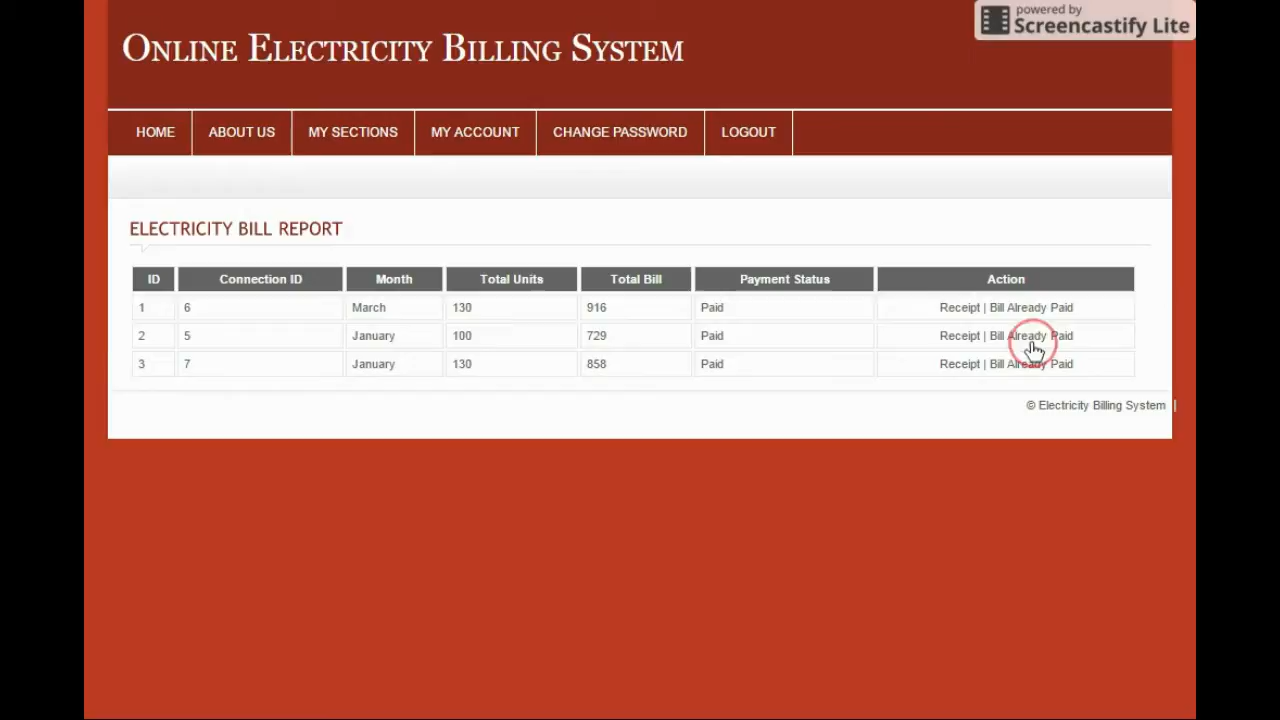 powered by
Screencastify Lite
Online Electricity Billing System
HOME ABOUT US MY SECTIONS MY ACCOUNT CHANGE PASSWORD LOGOUT
ELECTRICITY BILL REPORT
ID Connection ID Month Total Units Total Bill Payment Status Action
1 6 March 130 916 Paid Receipt | Bill Already Paid
2 5 January 100 729 Paid Receipt | Bill Already Paid
3 7 January 130 858 Paid Receipt | Bill Already Paid
© Electricity Billing System |